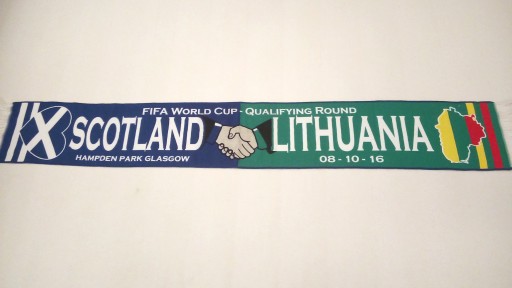 FIFA WORLD CUP - QUALIFYING ROUND
SCOTLAND LITHUANIA
HAMPDEN PARK GLASGOW 08 - 10 - 16